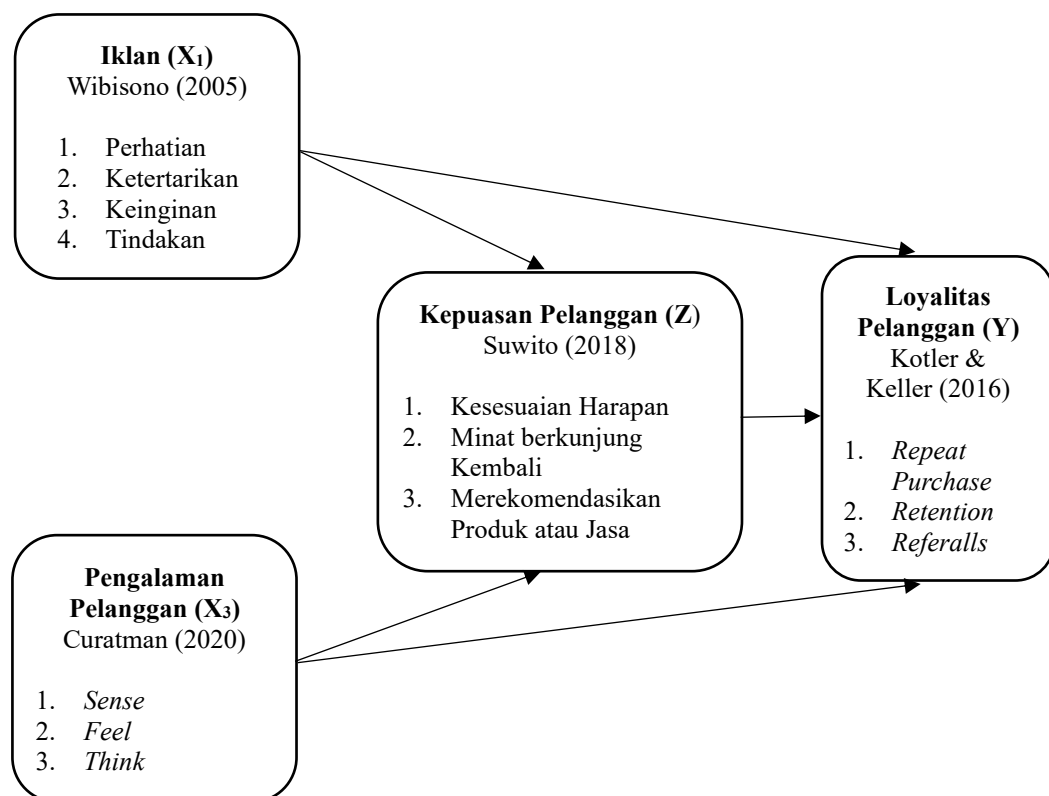 Iklan (X₁)
Wibisono (2005)
1. Perhatian
2. Ketertarikan
3. Keinginan
4. Tindakan
Kepuasan Pelanggan (Z)
Suwito (2018)
1. Kesesuaian Harapan
2. Minat berkunjung
Kembali
3. Merekomendasikan
Produk atau Jasa
Loyalitas
Pelanggan (Y)
Kotler &
Keller (2016)
1. Repeat
Purchase
2. Retention
3. Referalls
Pengalaman
Pelanggan (X₃)
Curatman (2020)
1. Sense
2. Feel
3. Think